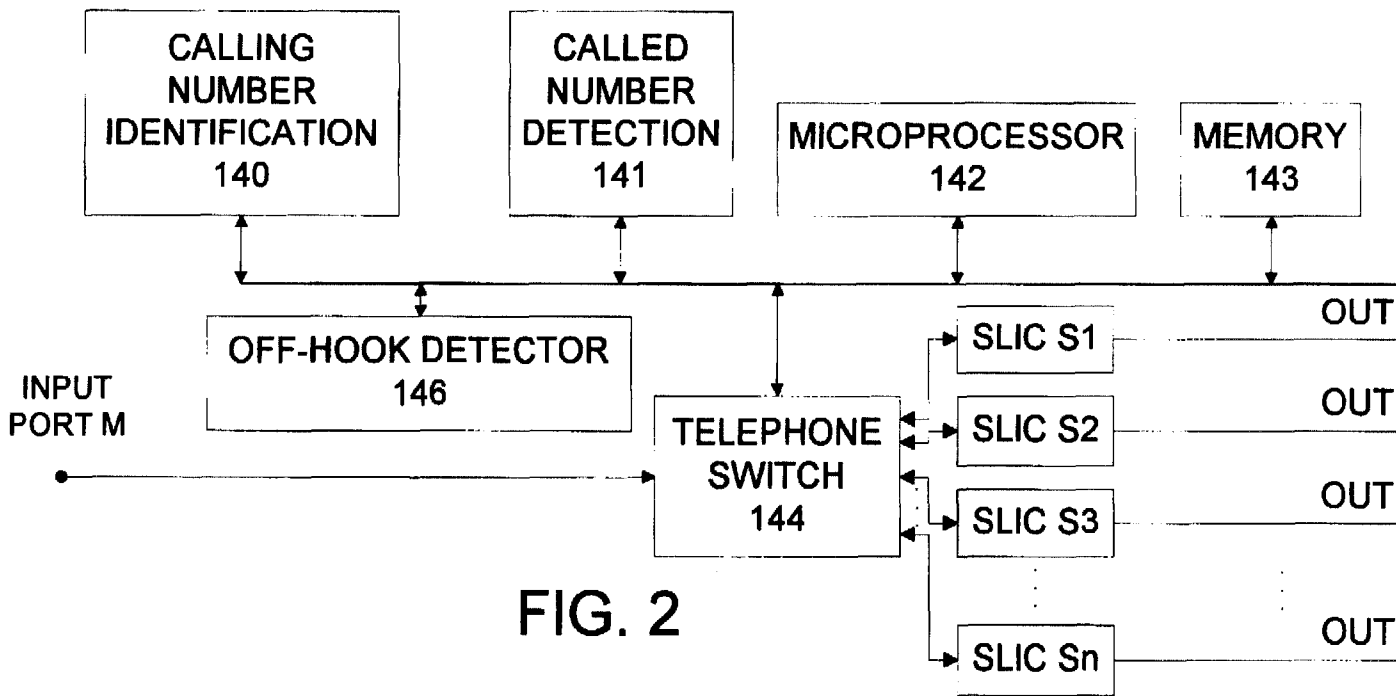 CALLING
NUMBER
IDENTIFICATION
140
CALLED
NUMBER
DETECTION
141
MICROPROCESSOR
142
MEMORY
143
OFF-HOOK DETECTOR
146
INPUT
PORT M
TELEPHONE
SWITCH
144
SLIC S1
OUT
SLIC S2
OUT
SLIC S3
OUT
SLIC Sn
OUT
FIG. 2